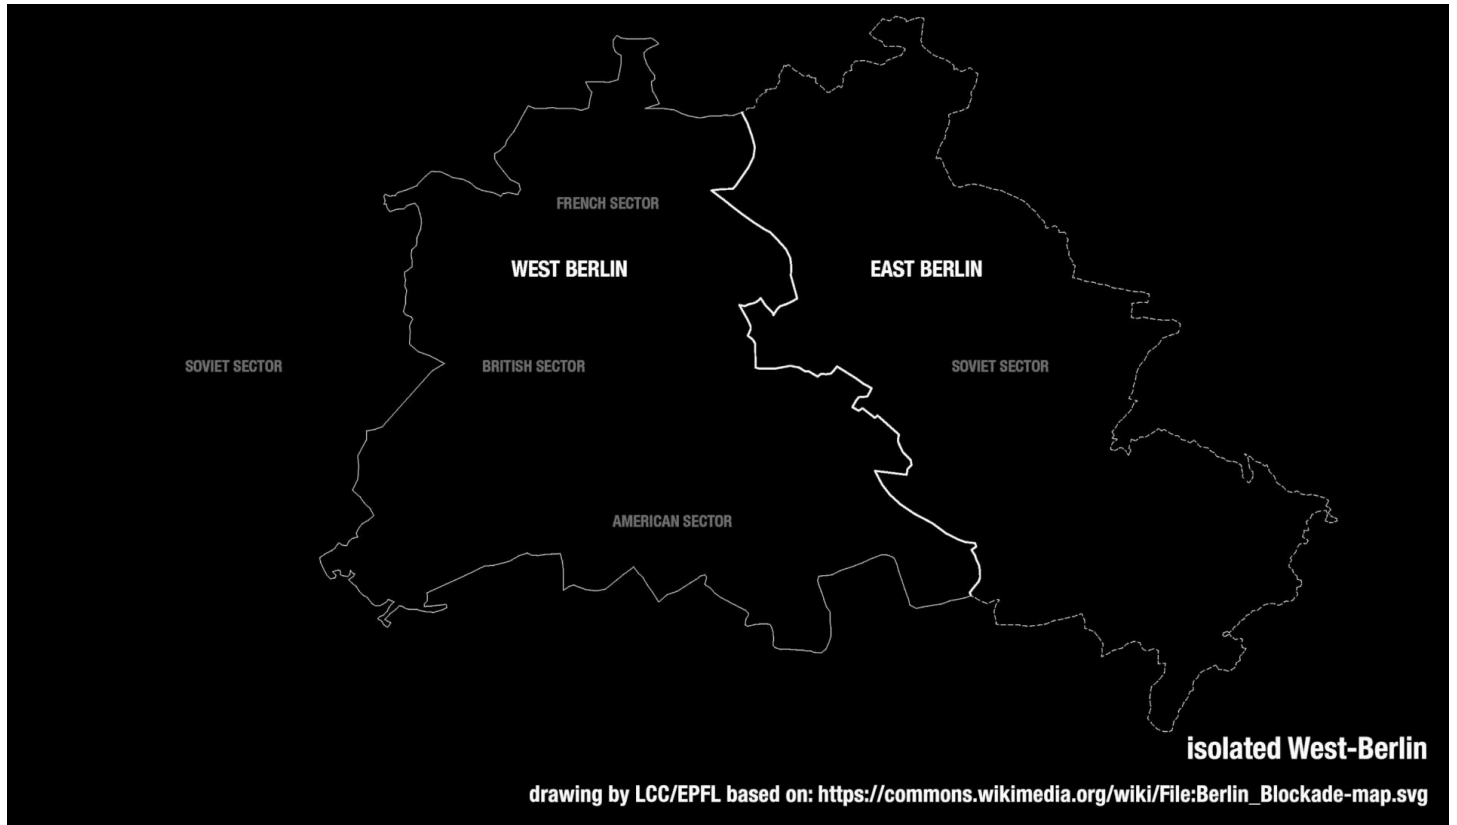 FRENCH SECTOR
WEST BERLIN
EAST BERLIN
SOVIET SECTOR
BRITISH SECTOR
SOVIET SECTOR
AMERICAN SECTOR
isolated West-Berlin
drawing by LCC/EPFL based on: https://commons.wikimedia.org/wiki/File:Berlin_Blockade-map.svg